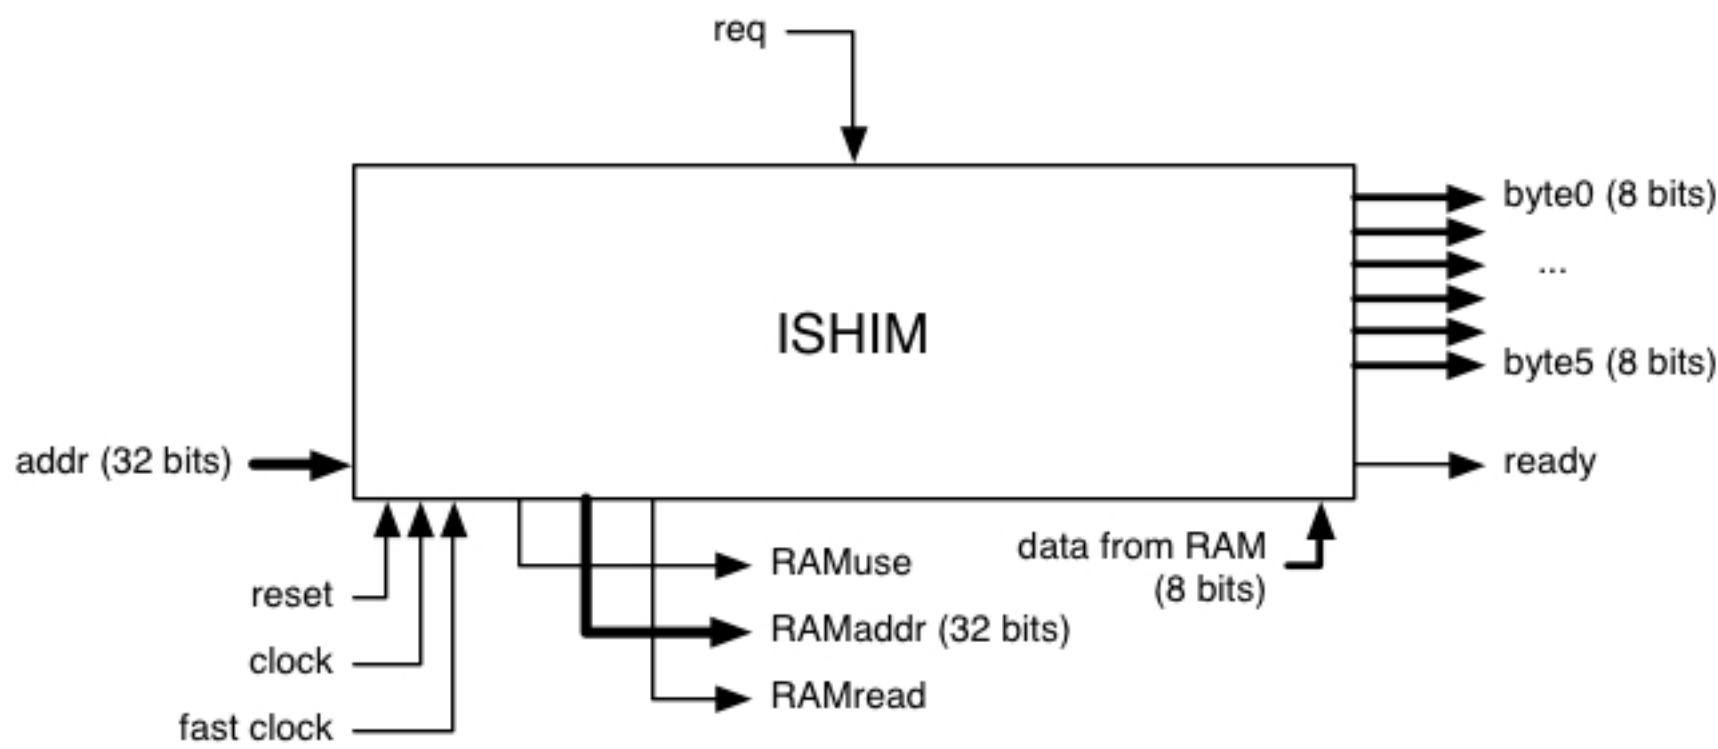 req
byte0 (8 bits)
...
byte5 (8 bits)
ISHIM
addr (32 bits)
ready
RAMuse
data from RAM
(8 bits)
reset
RAMaddr (32 bits)
clock
RAMread
fast clock